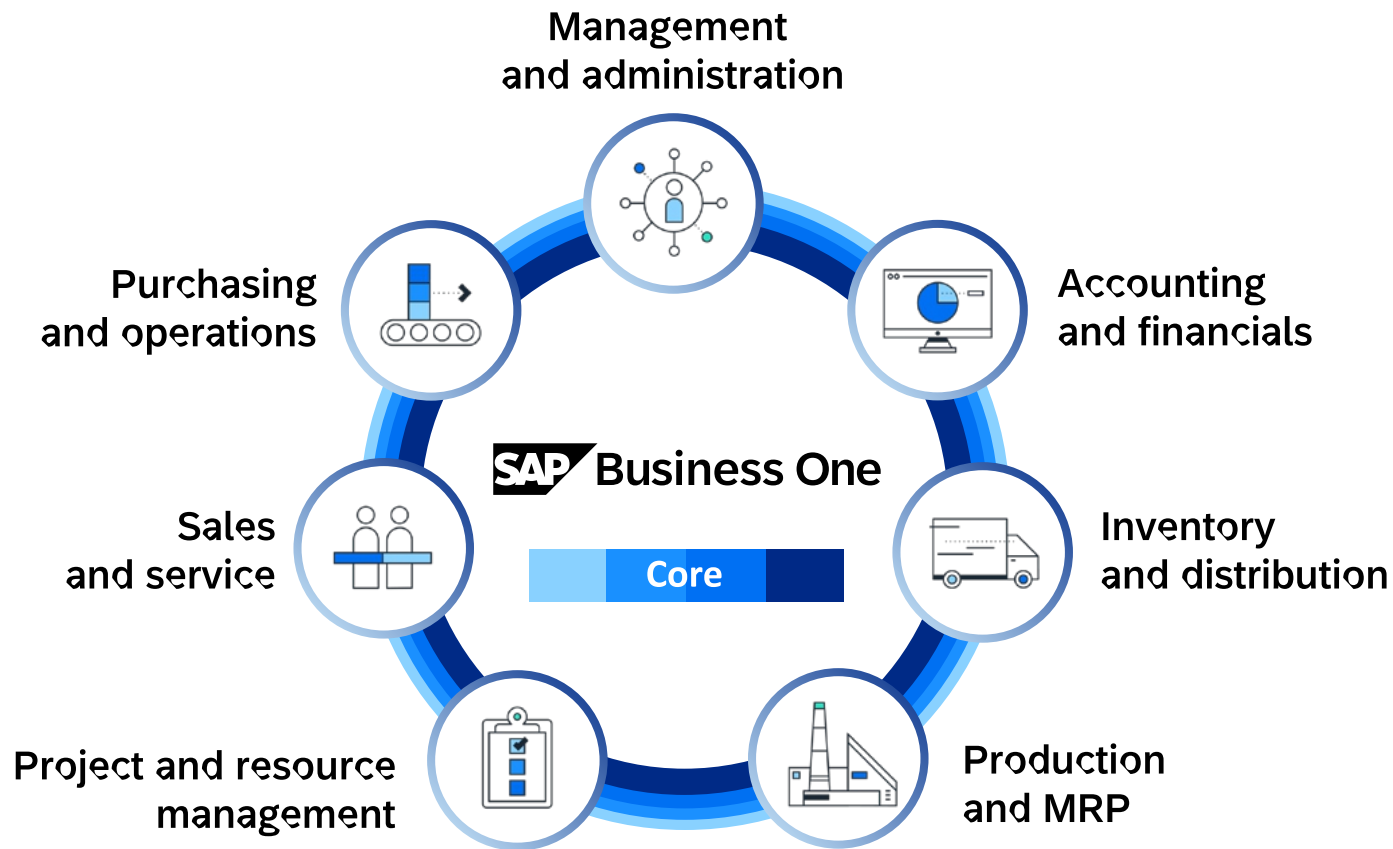 Management
and administration
Accounting
and financials
Inventory
and distribution
Production
and MRP
Project and resource
management
Sales
and service
Purchasing
and operations
SAP Business One
Core